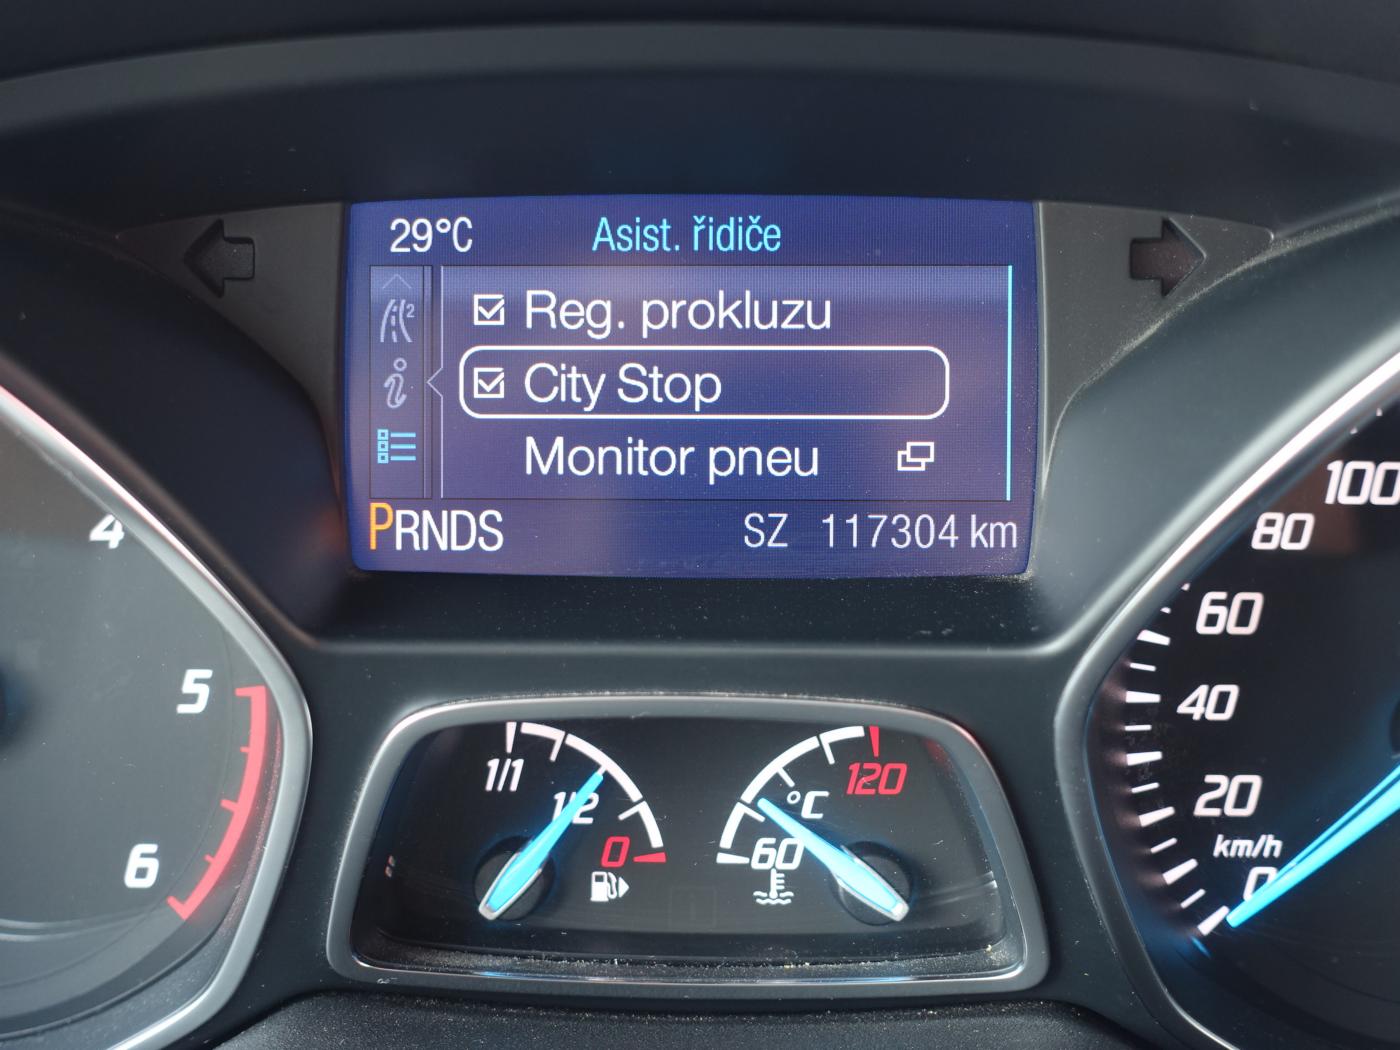 29°C Asist. řidiče
Reg. prokluzu
City Stop
Monitor pneu
PRNDS SZ 117304 km
4
5
6
1/1
1/2
0
°C
120
60
100
80
60
40
20
km/h
0